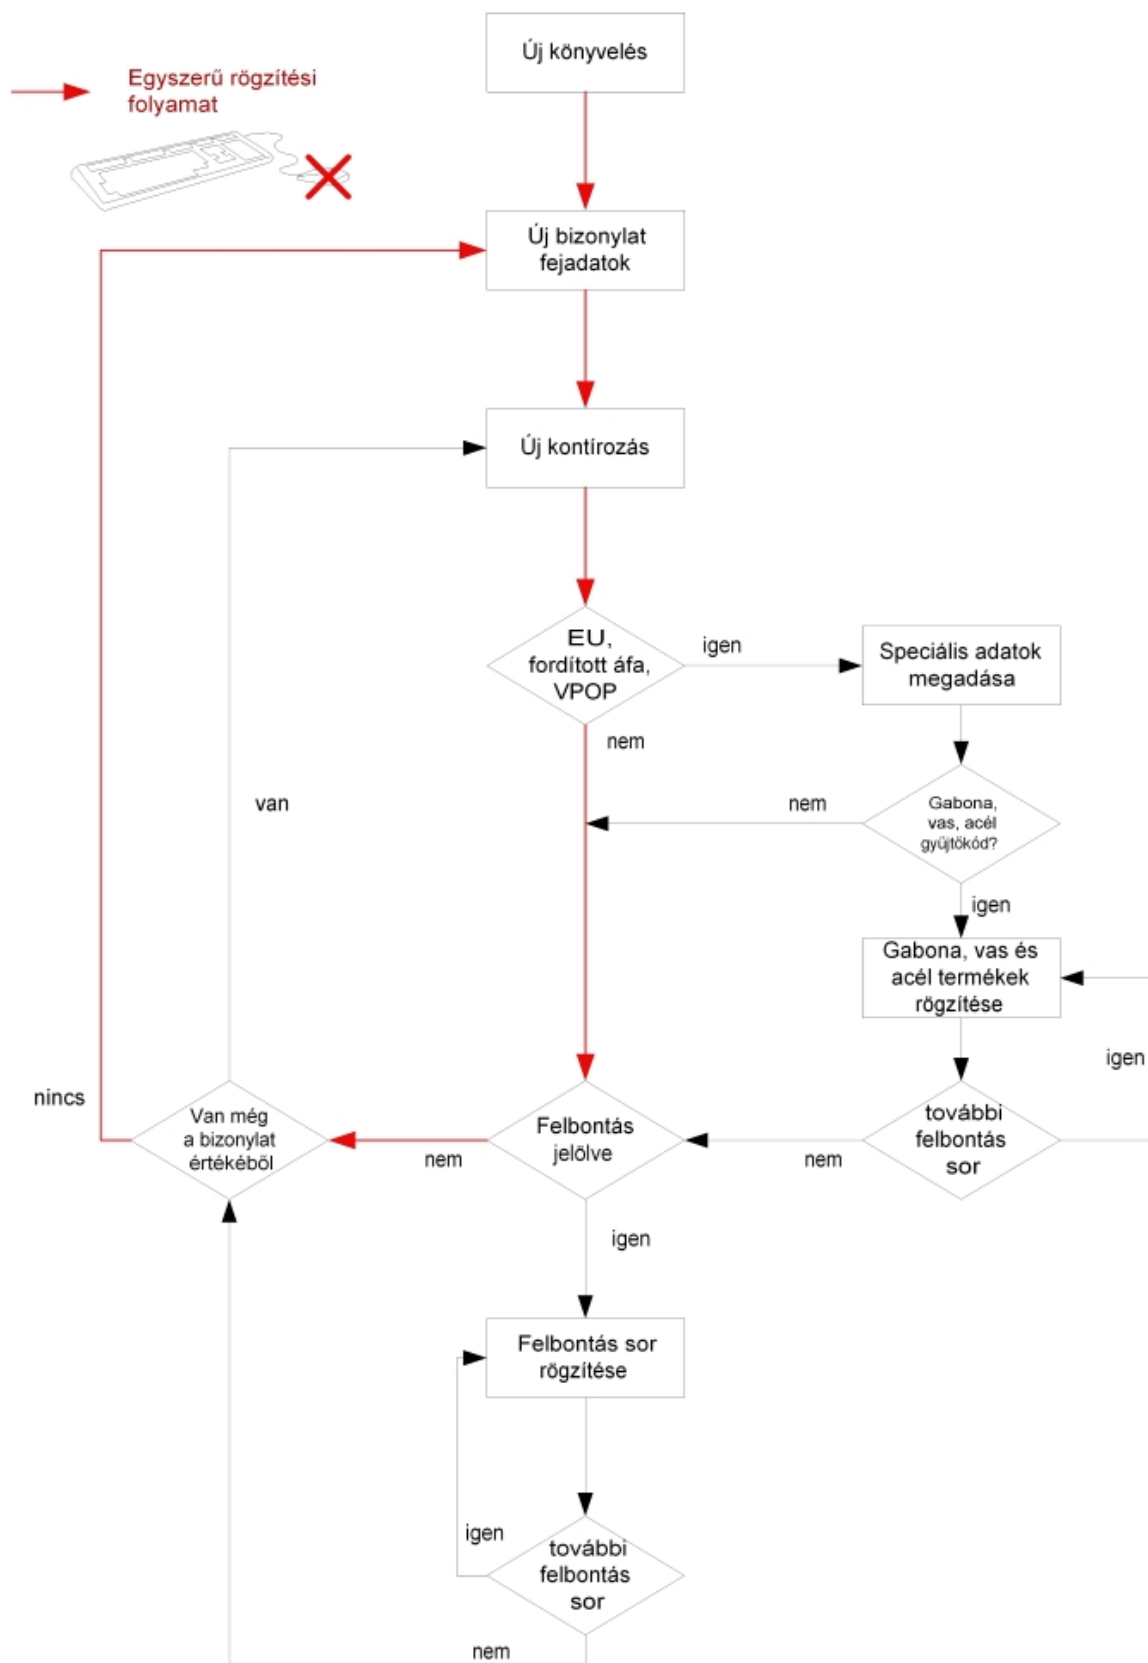 Új könyvelés
Egyszerű rögzítési
folyamat
Új bizonylat
fejadatok
Új kontírozás
EU,
fordított áfa,
VPOP
igen
Speciális adatok
megadása
nem
van
nem
Gabona,
vas, acél
gyűjtőkód?
igen
Gabona, vas és
acél termékek
rögzítése
igen
nincs
Van még
a bizonylat
értékéből
nem
Felbontás
jelölve
nem
további
felbontás
sor
igen
Felbontás sor
rögzítése
igen
további
felbontás
sor
nem